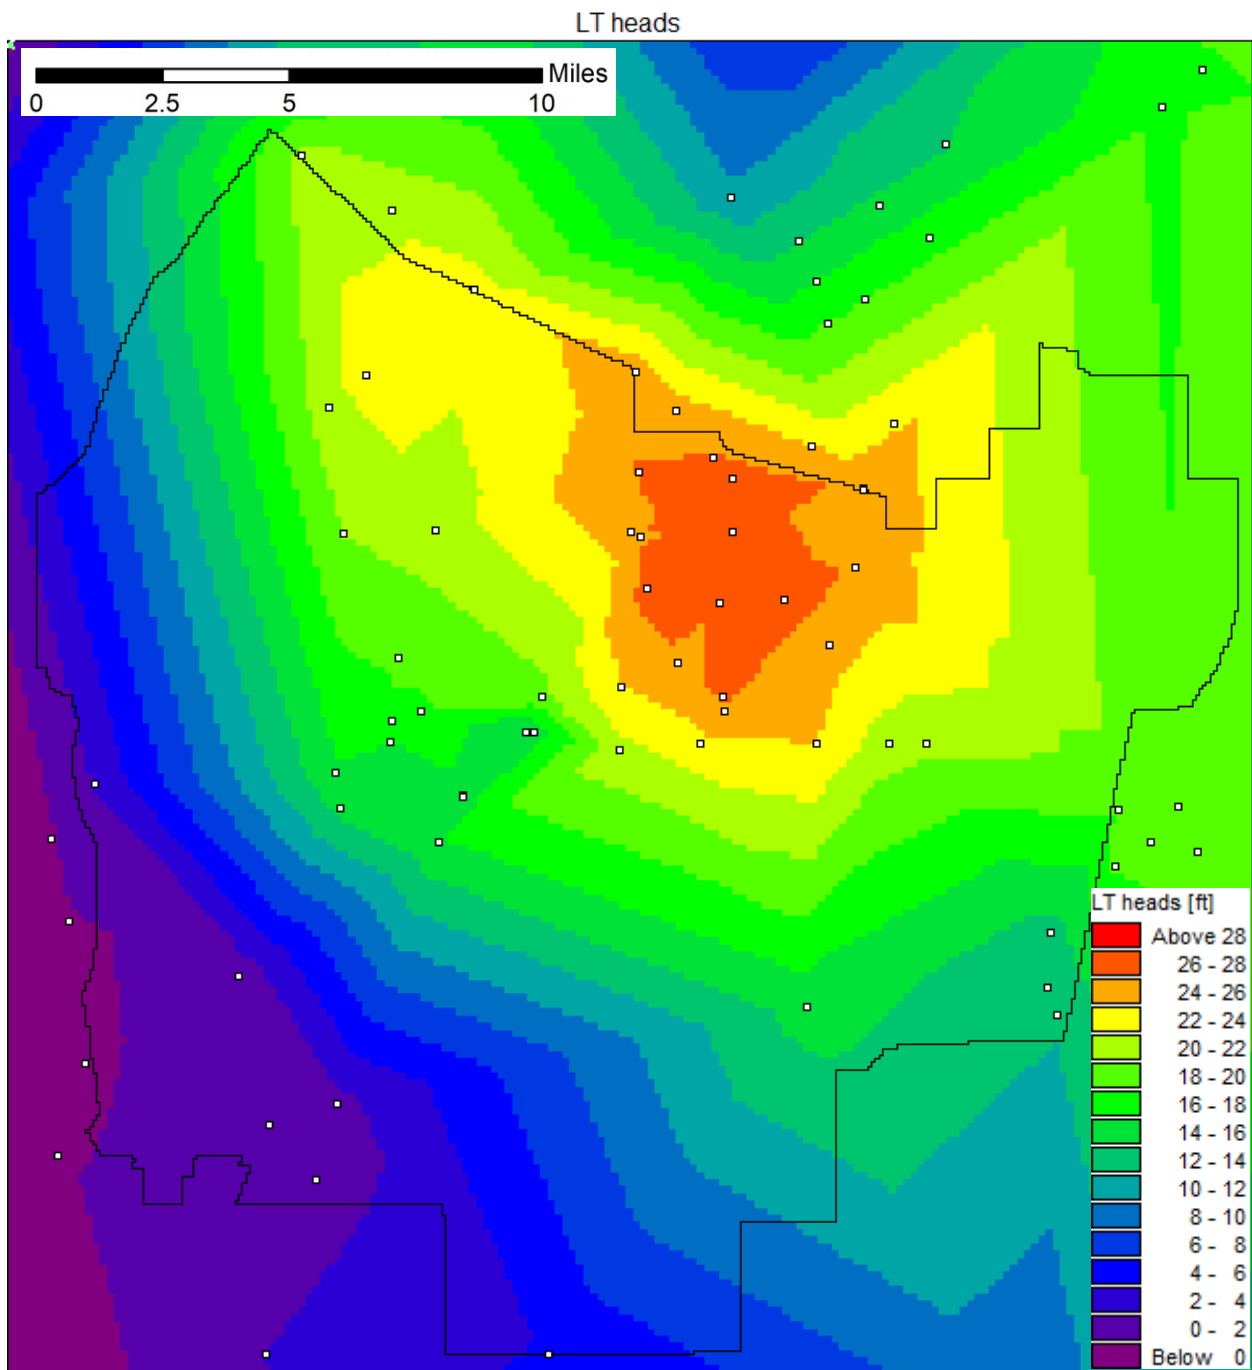 LT heads
Miles
0 2.5 5 10
LT heads [ft]
Above 28
26 - 28
24 - 26
22 - 24
20 - 22
18 - 20
16 - 18
14 - 16
12 - 14
10 - 12
8 - 10
6 - 8
4 - 6
2 - 4
0 - 2
Below 0